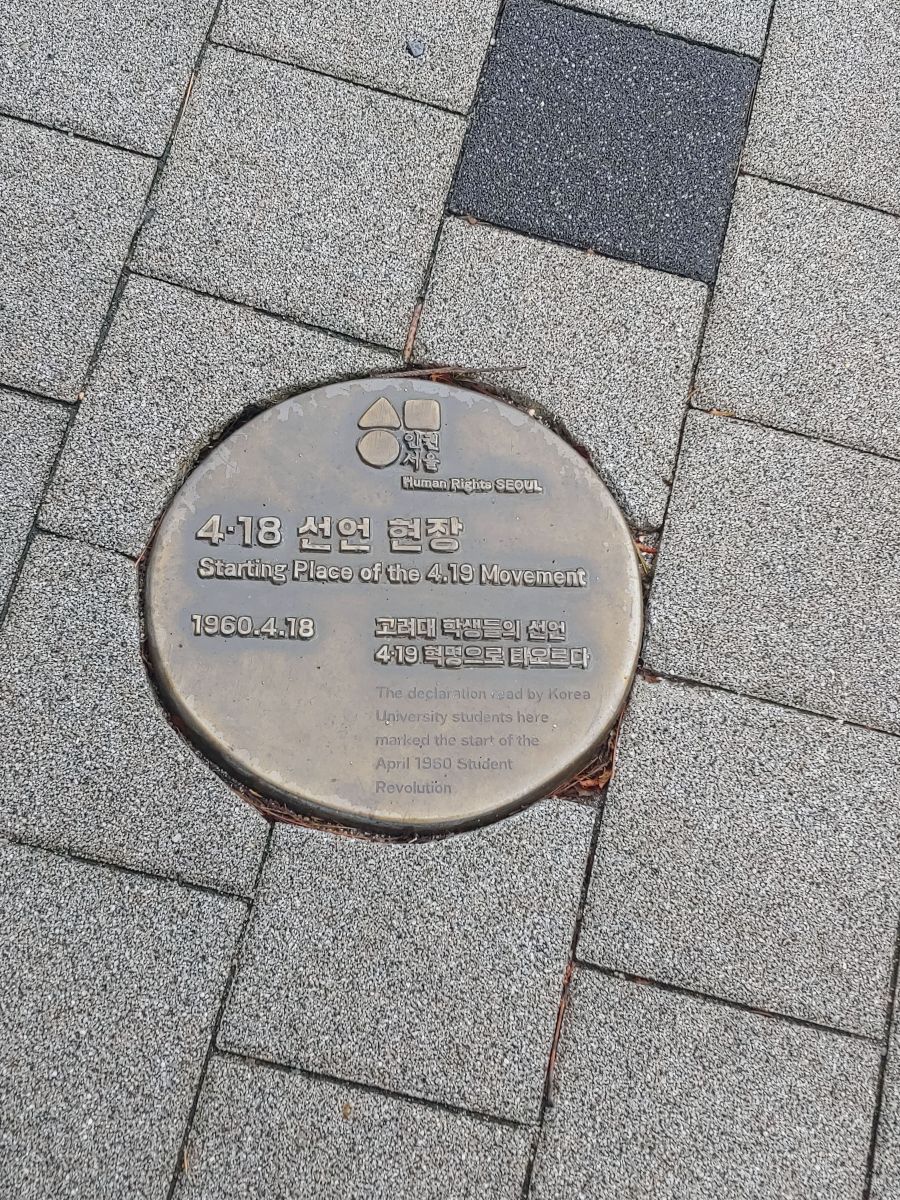 인권
서울
Human Rights SEOUL
4·18 선언 현장
Starting Place of the 4.19 Movement
1960.4.18
고려대 학생들의 선언
4·19 혁명으로 타오르다
The declaration read by Korea
University students here
marked the start of the
April 1960 Student
Revolution